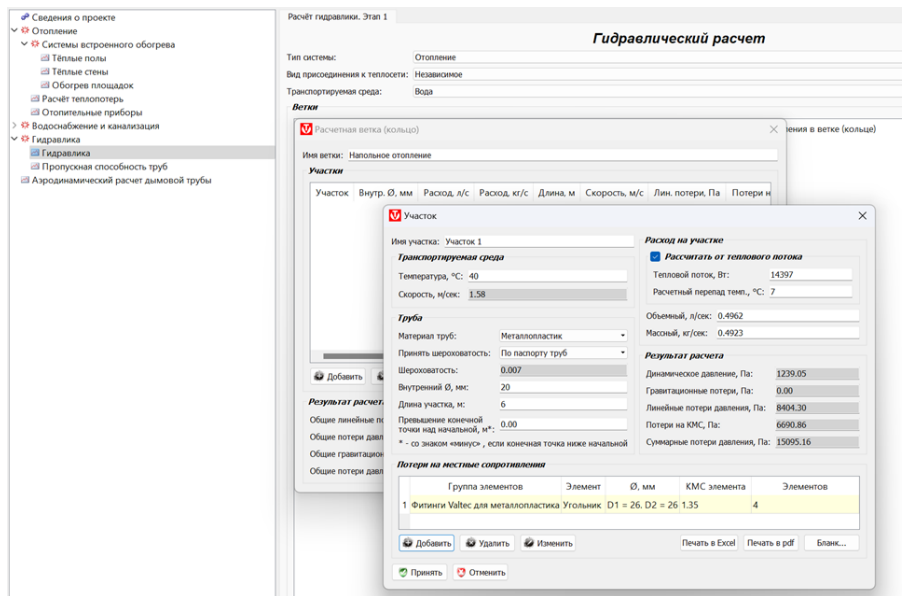 Сведения о проекте
Отопление
Системы встроенного обогрева
Тёплые полы
Тёплые стены
Обогрев площадок
Расчёт теплопотерь
Отопительные приборы
Водоснабжение и канализация
Гидравлика
Гидравлика
Пропускная способность труб
Аэродинамический расчет дымовой трубы
Расчёт гидравлики. Этап 1
Гидравлический расчет
Тип системы: Отопление
Вид присоединения к теплосети: Независимое
Транспортируемая среда: Вода
Ветки
Расчетная ветка (кольцо)
ления в ветке (кольце)
Имя ветки: Напольное отопление
Участки
Участок Внутр. Ø, мм Расход, л/с Расход, кг/с Длина, м Скорость, м/с Лин. потери, Па Потери н
Добавить
Результат расчета
Общие линейные по
Общие потери давл
Общие гравитацион
Общие потери давл
Участок
Имя участка: Участок 1
Транспортируемая среда
Температура, °C: 40
Скорость, м/сек: 1.58
Труба
Материал труб: Металлопластик
Принять шероховатость: По паспорту труб
Шероховатость: 0.007
Внутренний Ø, мм: 20
Длина участка, м: 6
Превышение конечной
точки над начальной, м*: 0.00
* - со знаком «минус» , если конечная точка ниже начальной
Расход на участке
Рассчитать от теплового потока
Тепловой поток, Вт: 14397
Расчетный перепад темп., °C: 7
Объемный, л/сек: 0.4962
Массный, кг/сек: 0.4923
Результат расчета
Динамическое давление, Па: 1239.05
Гравитационные потери, Па: 0.00
Линейные потери давления, Па: 8404.30
Потери на КМС, Па: 6690.86
Суммарные потери давления, Па: 15095.16
Потери на местные сопротивления
Группа элементов Элемент Ø, мм КМС элемента Элементов
1 Фитинги Valtec для металлопластика Угольник D1 = 26. D2 = 26 1.35 4
Добавить Удалить Изменить Печать в Excel Печать в pdf Бланк...
Принять Отменить